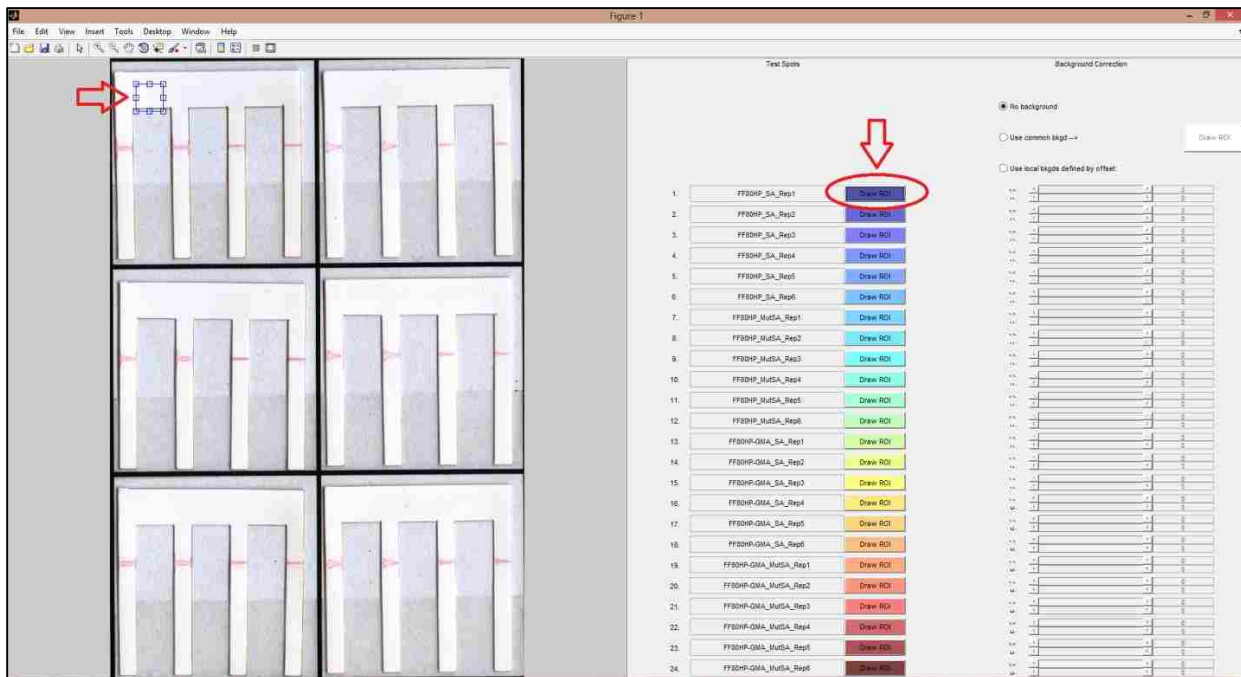 Figure 1
File Edit View Insert Tools Desktop Window Help
Test Spots
Background Correction
No background
Use common bkgd -->
Draw ROI
Use local bkgds defined by offset:
1. FF80HP_SA_Rep1 Draw ROI
2. FF80HP_SA_Rep2 Draw ROI
3. FF80HP_SA_Rep3 Draw ROI
4. FF80HP_SA_Rep4 Draw ROI
5. FF80HP_SA_Rep5 Draw ROI
6. FF80HP_SA_Rep6 Draw ROI
7. FF80HP_MutSA_Rep1 Draw ROI
8. FF80HP_MutSA_Rep2 Draw ROI
9. FF80HP_MutSA_Rep3 Draw ROI
10. FF80HP_MutSA_Rep4 Draw ROI
11. FF80HP_MutSA_Rep5 Draw ROI
12. FF80HP_MutSA_Rep6 Draw ROI
13. FF80HP-GMA_SA_Rep1 Draw ROI
14. FF80HP-GMA_SA_Rep2 Draw ROI
15. FF80HP-GMA_SA_Rep3 Draw ROI
16. FF80HP-GMA_SA_Rep4 Draw ROI
17. FF80HP-GMA_SA_Rep5 Draw ROI
18. FF80HP-GMA_SA_Rep6 Draw ROI
19. FF80HP-GMA_MutSA_Rep1 Draw ROI
20. FF80HP-GMA_MutSA_Rep2 Draw ROI
21. FF80HP-GMA_MutSA_Rep3 Draw ROI
22. FF80HP-GMA_MutSA_Rep4 Draw ROI
23. FF80HP-GMA_MutSA_Rep5 Draw ROI
24. FF80HP-GMA_MutSA_Rep6 Draw ROI